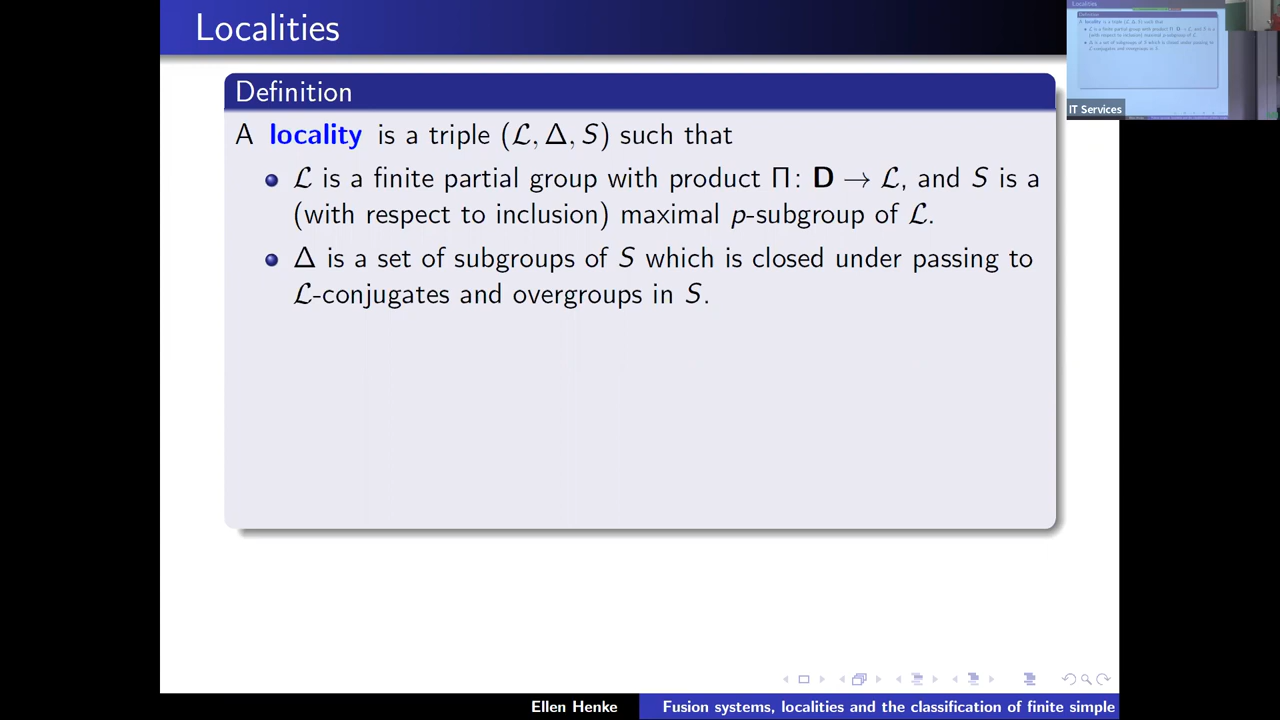 Localities
Definition
A locality is a triple (ℒ, Δ, S) such that
ℒ is a finite partial group with product Π: D → ℒ, and S is a
(with respect to inclusion) maximal p-subgroup of ℒ.
Δ is a set of subgroups of S which is closed under passing to
ℒ-conjugates and overgroups in S.
IT Services
Ellen Henke
Fusion systems, localities and the classification of finite simple